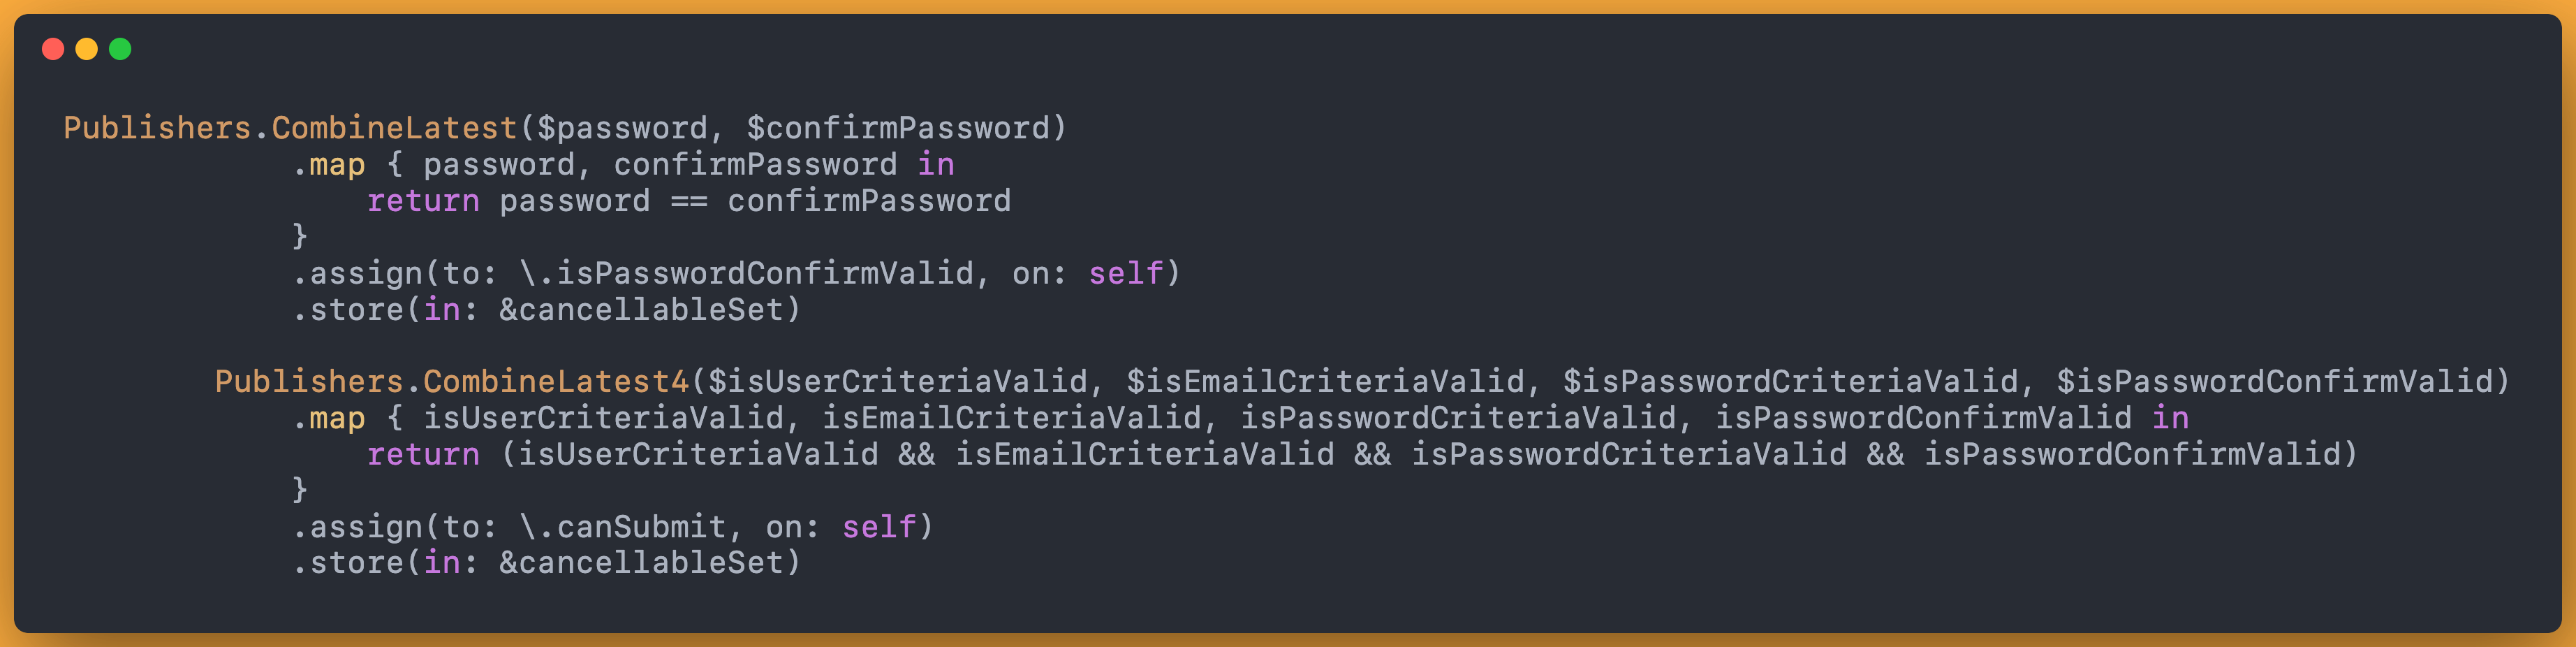 Publishers.CombineLatest($password, $confirmPassword)
            .map { password, confirmPassword in
                return password == confirmPassword
            }
            .assign(to: \.isPasswordConfirmValid, on: self)
            .store(in: &cancellableSet)

        Publishers.CombineLatest4($isUserCriteriaValid, $isEmailCriteriaValid, $isPasswordCriteriaValid, $isPasswordConfirmValid)
            .map { isUserCriteriaValid, isEmailCriteriaValid, isPasswordCriteriaValid, isPasswordConfirmValid in
                return (isUserCriteriaValid && isEmailCriteriaValid && isPasswordCriteriaValid && isPasswordConfirmValid)
            }
            .assign(to: \.canSubmit, on: self)
            .store(in: &cancellableSet)